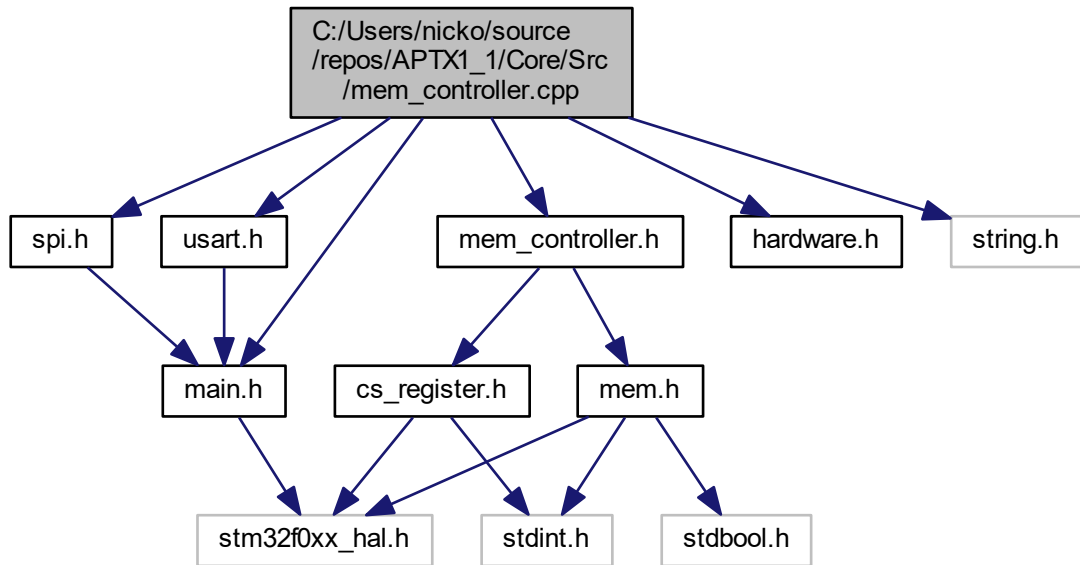 C:/Users/nicko/source
/repos/APTX1_1/Core/Src
/mem_controller.cpp
spi.h
usart.h
mem_controller.h
hardware.h
string.h
main.h
cs_register.h
mem.h
stm32f0xx_hal.h
stdint.h
stdbool.h